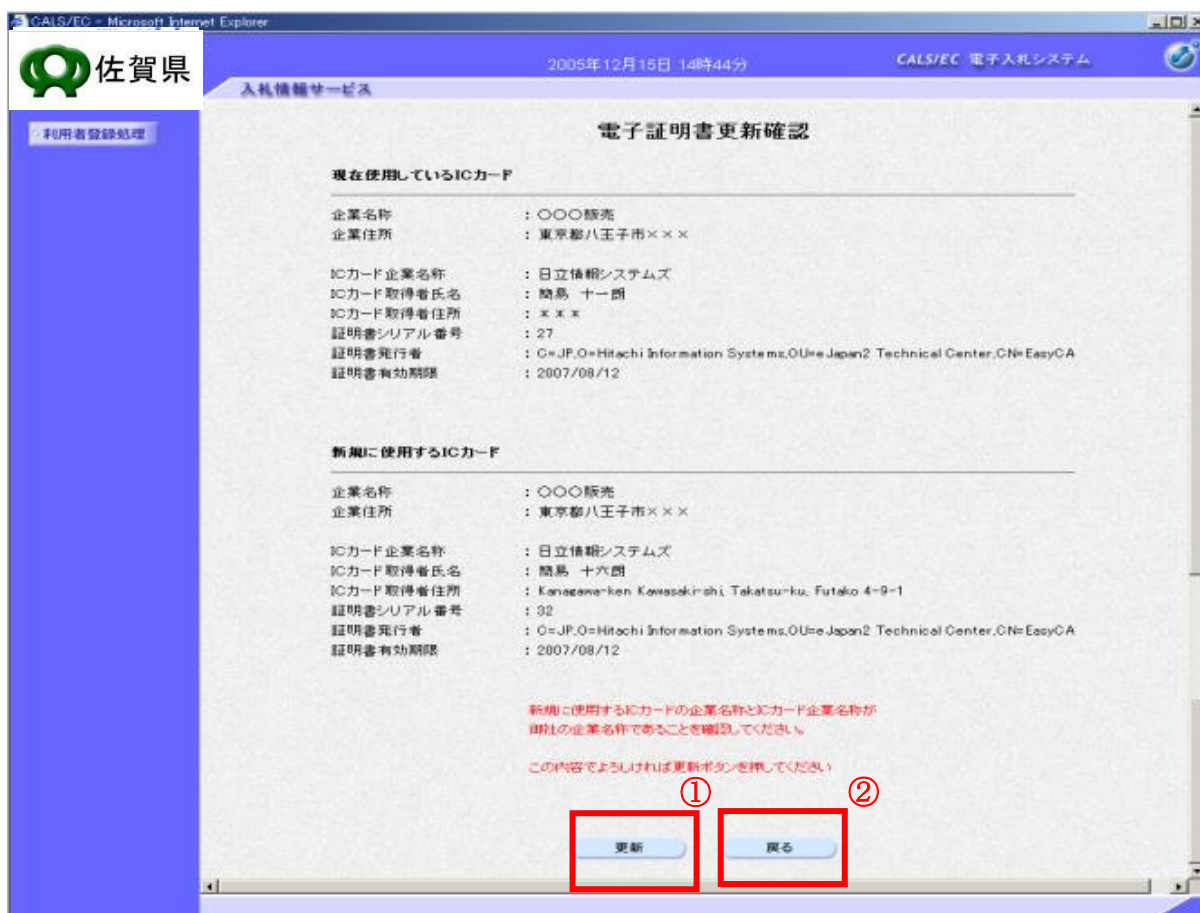 CALS/EC - Microsoft Internet Explorer
佐賀県
2005年12月15日 14時44分
CALS/EC 電子入札システム
入札情報サービス
利用者登録処理
電子証明書更新確認
現在使用しているICカード
企業名称 : 〇〇〇販売
企業住所 : 東京都八王子市×××
ICカード企業名称 : 日立情報システムズ
ICカード取得者氏名 : 簡易 十一朗
ICカード取得者住所 : ＊＊＊
証明書シリアル番号 : 27
証明書発行者 : C=JP,O=Hitachi Information Systems,OU=eJapan2 Technical Center,CN=EasyCA
証明書有効期限 : 2007/08/12
新規に使用するICカード
企業名称 : 〇〇〇販売
企業住所 : 東京都八王子市×××
ICカード企業名称 : 日立情報システムズ
ICカード取得者氏名 : 簡易 十六朗
ICカード取得者住所 : Kanagawa-ken Kawasaki-shi, Takatsu-ku, Futako 4-9-1
証明書シリアル番号 : 32
証明書発行者 : C=JP,O=Hitachi Information Systems,OU=eJapan2 Technical Center,CN=EasyCA
証明書有効期限 : 2007/08/12
新規に使用するICカードの企業名称とICカード企業名称が
御社の企業名称であることを確認してください。
この内容でよろしければ更新ボタンを押してください
① ②
更新 戻る